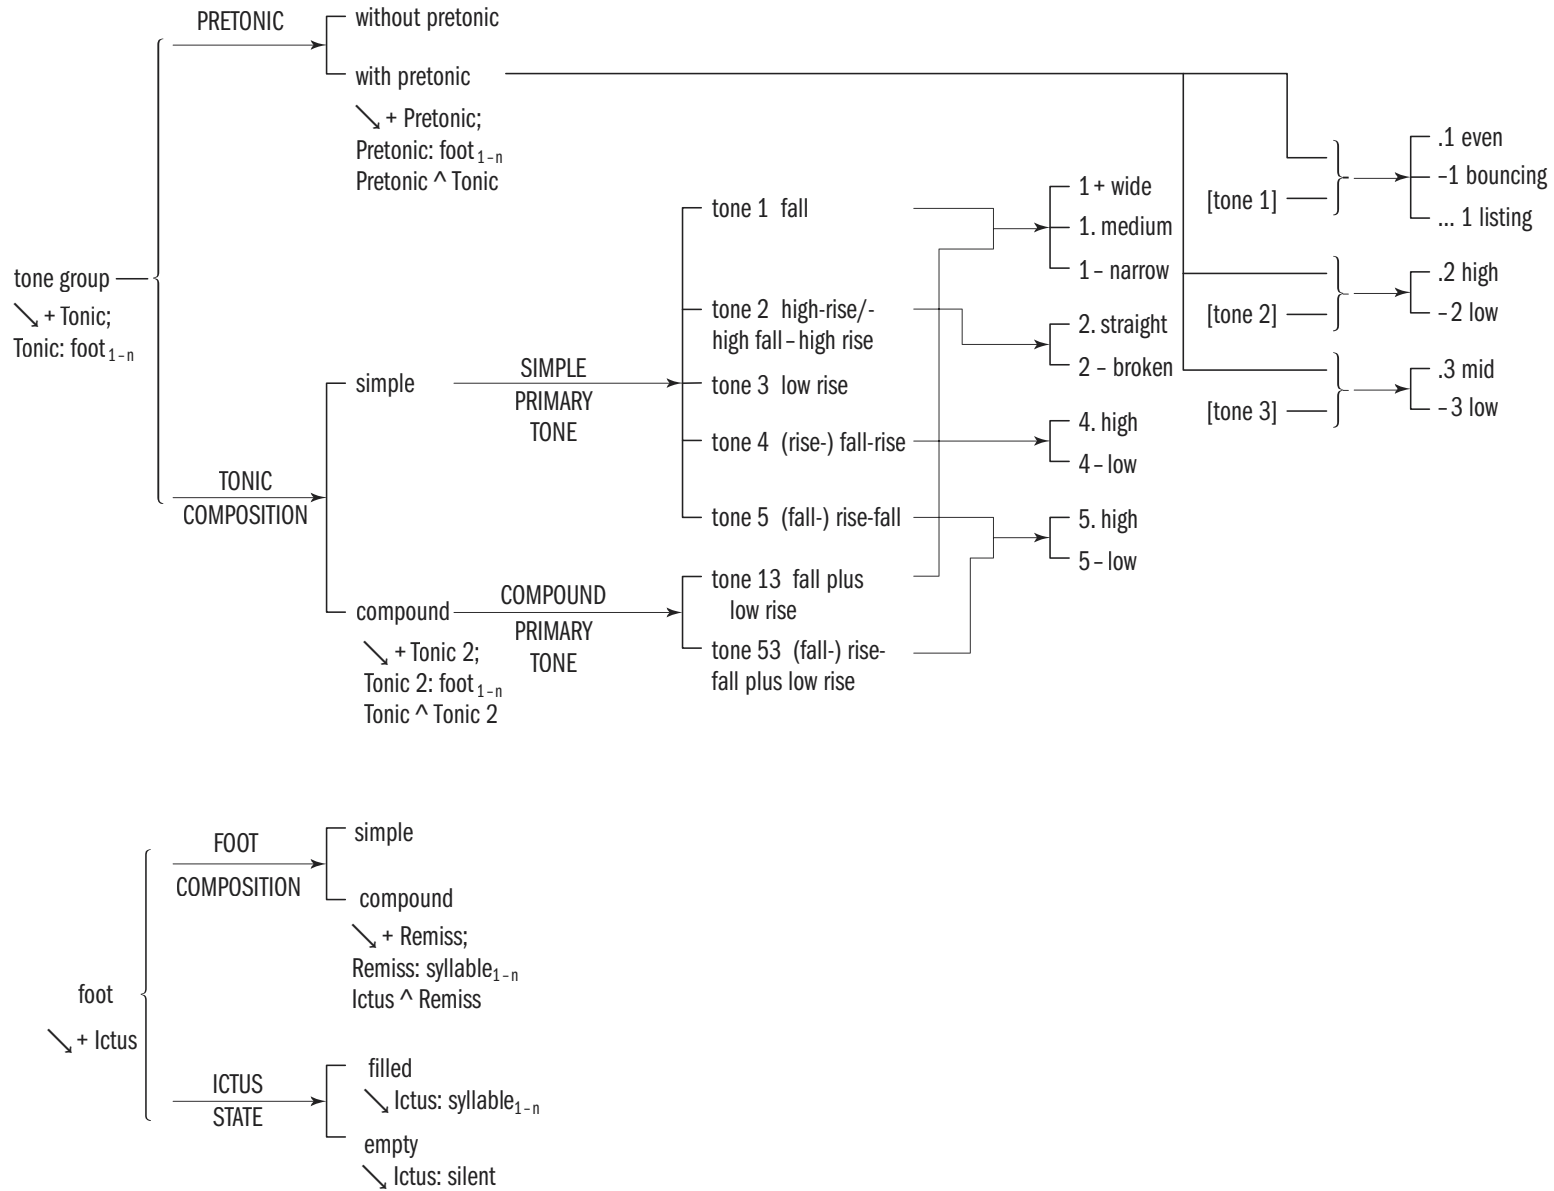 PRETONIC
without pretonic
with pretonic
↘ + Pretonic;
Pretonic: foot 1–n
Pretonic ^ Tonic
tone group
↘ + Tonic;
Tonic: foot 1–n
TONIC
COMPOSITION
simple
SIMPLE
PRIMARY
TONE
compound
↘ + Tonic 2;
Tonic 2: foot 1–n
Tonic ^ Tonic 2
COMPOUND
PRIMARY
TONE
tone 1 fall
tone 2 high-rise/-
high fall – high rise
tone 3 low rise
tone 4 (rise-) fall-rise
tone 5 (fall-) rise-fall
tone 13 fall plus
low rise
tone 53 (fall-) rise-
fall plus low rise
1 + wide
1. medium
1 – narrow
2. straight
2 – broken
4. high
4 – low
5. high
5 – low
[tone 1]
.1 even
–1 bouncing
... 1 listing
[tone 2]
.2 high
– 2 low
[tone 3]
.3 mid
– 3 low
foot
↘ + Ictus
FOOT
COMPOSITION
simple
compound
↘ + Remiss;
Remiss: syllable1–n
Ictus ^ Remiss
ICTUS
STATE
filled
↘ Ictus: syllable1–n
empty
↘ Ictus: silent